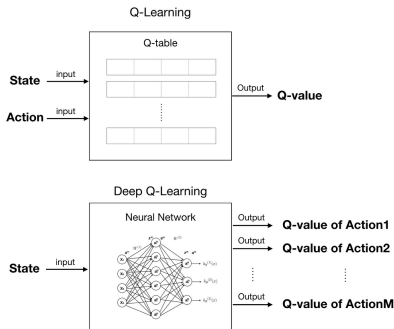 Q-Learning
Q-table
State
input
Action
input
Output
Q-value
Deep Q-Learning
Neural Network
State
input
Output
Q-value of Action1
Output
Q-value of Action2
Output
Q-value of ActionM